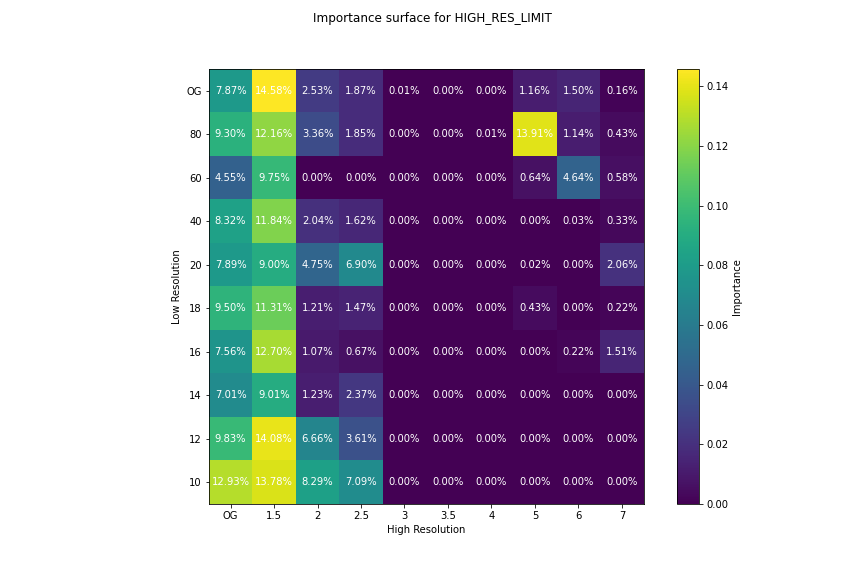 Importance surface for HIGH_RES_LIMIT
OG 7.87% 14.58% 2.53% 1.87% 0.01% 0.00% 0.00% 1.16% 1.50% 0.16%
80 9.30% 12.16% 3.36% 1.85% 0.00% 0.00% 0.01% 13.91% 1.14% 0.43%
60 4.55% 9.75% 0.00% 0.00% 0.00% 0.00% 0.00% 0.64% 4.64% 0.58%
40 8.32% 11.84% 2.04% 1.62% 0.00% 0.00% 0.00% 0.00% 0.03% 0.33%
20 7.89% 9.00% 4.75% 6.90% 0.00% 0.00% 0.00% 0.02% 0.00% 2.06%
18 9.50% 11.31% 1.21% 1.47% 0.00% 0.00% 0.00% 0.43% 0.00% 0.22%
16 7.56% 12.70% 1.07% 0.67% 0.00% 0.00% 0.00% 0.00% 0.22% 1.51%
14 7.01% 9.01% 1.23% 2.37% 0.00% 0.00% 0.00% 0.00% 0.00% 0.00%
12 9.83% 14.08% 6.66% 3.61% 0.00% 0.00% 0.00% 0.00% 0.00% 0.00%
10 12.93% 13.78% 8.29% 7.09% 0.00% 0.00% 0.00% 0.00% 0.00% 0.00%
OG 1.5 2 2.5 3 3.5 4 5 6 7
High Resolution
Low Resolution
0.14
0.12
0.10
0.08
0.06
0.04
0.02
0.00
Importance